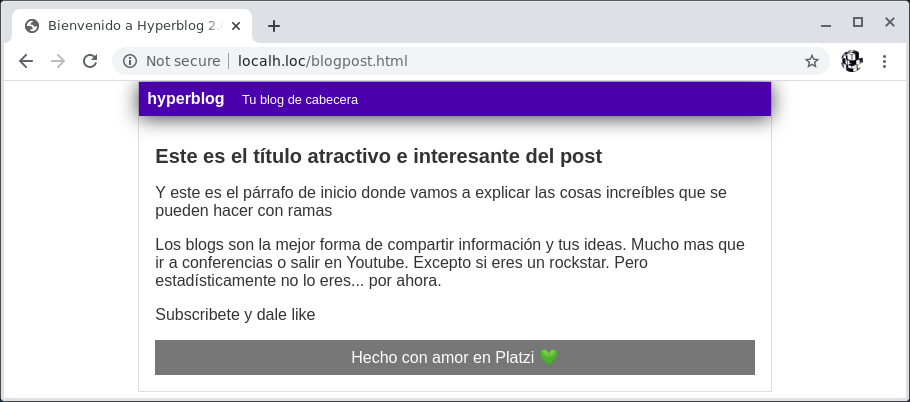 Bienvenido a Hyperblog 2.
Not secure localh.loc/blogpost.html
hyperblog Tu blog de cabecera
Este es el título atractivo e interesante del post
Y este es el párrafo de inicio donde vamos a explicar las cosas increíbles que se
pueden hacer con ramas
Los blogs son la mejor forma de compartir información y tus ideas. Mucho mas que
ir a conferencias o salir en Youtube. Excepto si eres un rockstar. Pero
estadísticamente no lo eres... por ahora.
Subscribete y dale like
Hecho con amor en Platzi 💚